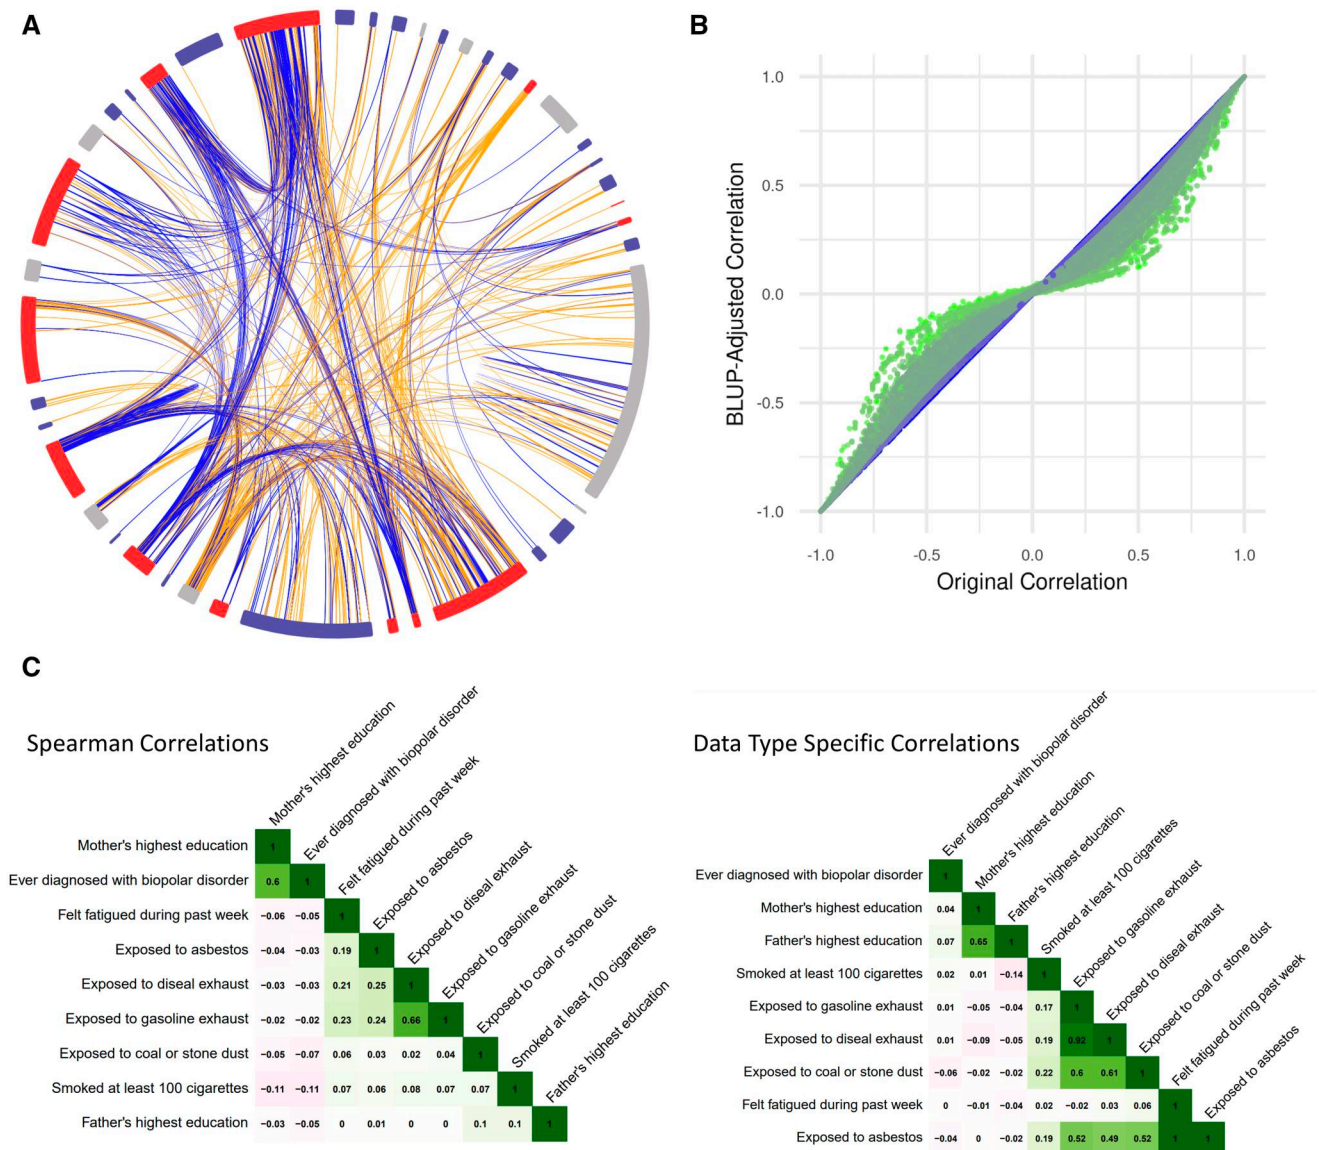 A
B
1.0
0.5
0.0
-0.5
-1.0
BLUP-Adjusted Correlation
-1.0 -0.5 0.0 0.5 1.0
Original Correlation
C
Spearman Correlations
Mother's highest education
Ever diagnosed with biopolar disorder
Felt fatigued during past week
Exposed to asbestos
Exposed to diseal exhaust
Exposed to gasoline exhaust
Exposed to coal or stone dust
Smoked at least 100 cigarettes
Father's highest education
Mother's highest education 1
Ever diagnosed with biopolar disorder 0.6 1
Felt fatigued during past week −0.06 −0.05 1
Exposed to asbestos −0.04 −0.03 0.19 1
Exposed to diseal exhaust −0.03 −0.03 0.21 0.25 1
Exposed to gasoline exhaust −0.02 −0.02 0.23 0.24 0.66 1
Exposed to coal or stone dust −0.05 −0.07 0.06 0.03 0.02 0.04 1
Smoked at least 100 cigarettes −0.11 −0.11 0.07 0.06 0.08 0.07 0.07 1
Father's highest education −0.03 −0.05 0 0.01 0 0 0.1 0.1 1
Data Type Specific Correlations
Ever diagnosed with biopolar disorder
Mother's highest education
Father's highest education
Smoked at least 100 cigarettes
Exposed to gasoline exhaust
Exposed to diseal exhaust
Exposed to coal or stone dust
Felt fatigued during past week
Exposed to asbestos
Ever diagnosed with biopolar disorder 1
Mother's highest education 0.04 1
Father's highest education 0.07 0.65 1
Smoked at least 100 cigarettes 0.02 0.01 −0.14 1
Exposed to gasoline exhaust 0.01 −0.05 −0.04 0.17 1
Exposed to diseal exhaust 0.01 −0.09 −0.05 0.19 0.92 1
Exposed to coal or stone dust −0.06 −0.02 −0.02 0.22 0.6 0.61 1
Felt fatigued during past week 0 −0.01 −0.04 0.02 −0.02 0.03 0.06 1
Exposed to asbestos −0.04 0 −0.02 0.19 0.52 0.49 0.52 1 1